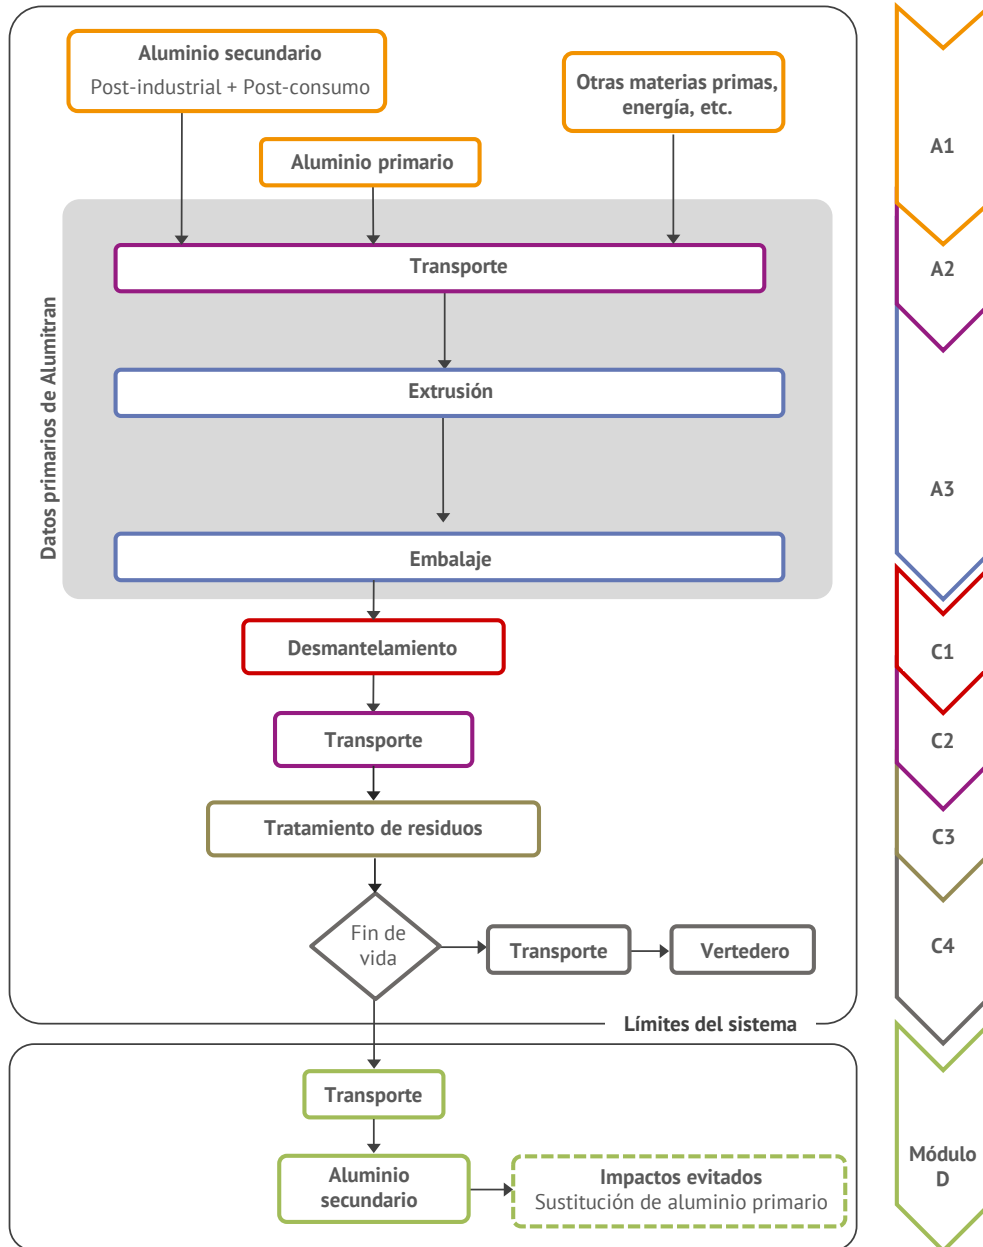 Aluminio secundario
Post-industrial + Post-consumo
Otras materias primas,
energía, etc.
A1
Aluminio primario
Datos primarios de Alumitran
Transporte
A2
Extrusión
A3
Embalaje
Desmantelamiento
C1
Transporte
C2
Tratamiento de residuos
C3
Fin de
vida
Transporte
Vertedero
C4
Límites del sistema
Transporte
Módulo
D
Aluminio
secundario
Impactos evitados
Sustitución de aluminio primario